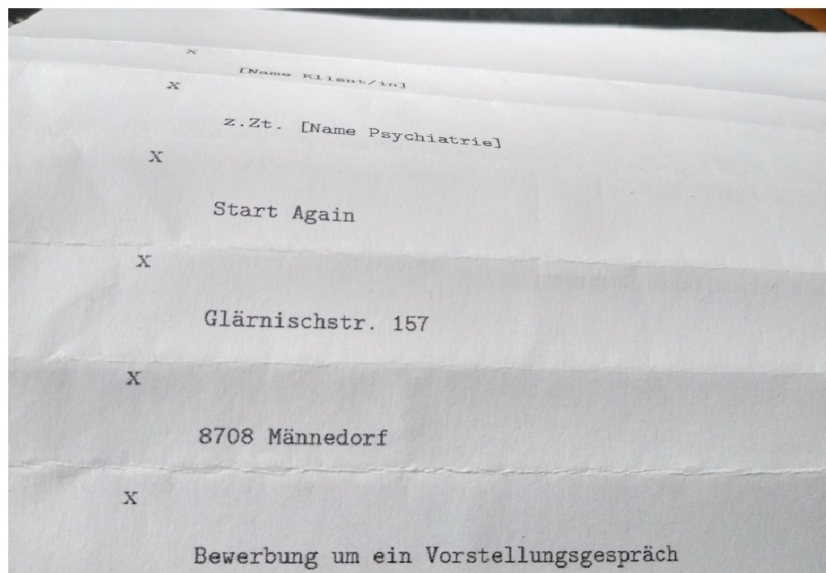 x
[Name Klient/in]
x
z.Zt. [Name Psychiatrie]
x
Start Again
x
Glärnischstr. 157
x
8708 Männedorf
x
Bewerbung um ein Vorstellungsgespräch